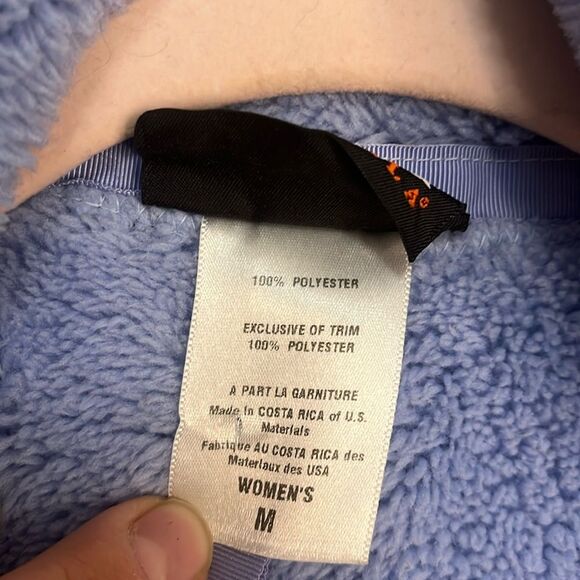 100% POLYESTER
EXCLUSIVE OF TRIM
100% POLYESTER
A PART LA GARNITURE
Made in COSTA RICA of U.S.
Materials
Fabrique AU COSTA RICA des
Materiaux des USA
WOMEN'S
M